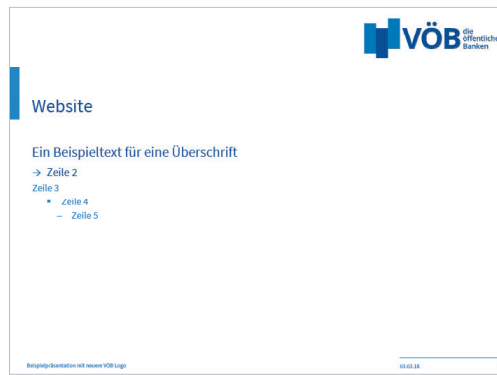 VÖB
die
öffentlichen
Banken
Website
Ein Beispieltext für eine Überschrift
→ Zeile 2
Zeile 3
▪ Zeile 4
– Zeile 5
Beispielpräsentation mit neuem VÖB Logo
03.03.18